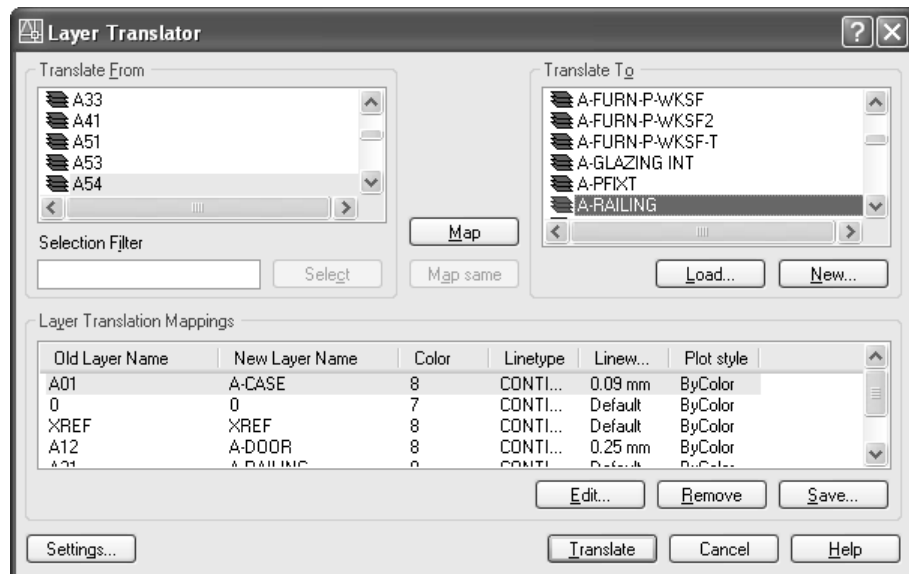 Layer Translator
Translate From
A33
A41
A51
A53
A54
Selection Filter
Select
Map
Map same
Translate To
A-FURN-P-WKSF
A-FURN-P-WKSF2
A-FURN-P-WKSF-T
A-GLAZING INT
A-PFIXT
A-RAILING
Load...
New...
Layer Translation Mappings
Old Layer Name New Layer Name Color Linetype Linew... Plot style
A01 A-CASE 8 CONTI... 0.09 mm ByColor
0 0 7 CONTI... Default ByColor
XREF XREF 8 CONTI... Default ByColor
A12 A-DOOR 8 CONTI... 0.25 mm ByColor
Edit... Remove Save...
Settings... Translate Cancel Help